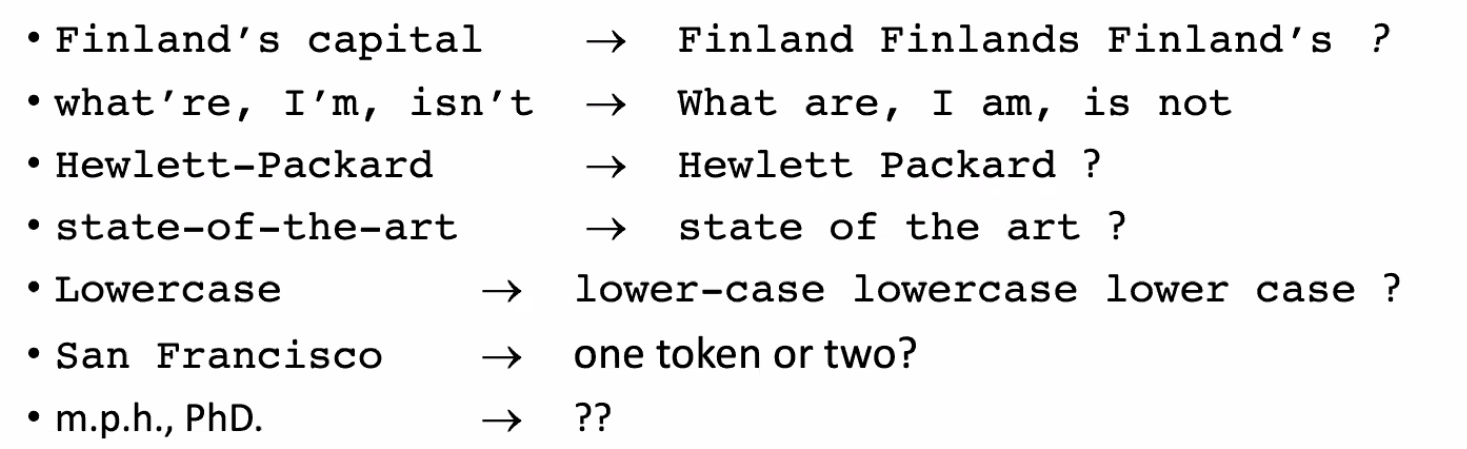 • Finland’s capital → Finland Finlands Finland’s ?
• what’re, I’m, isn’t → What are, I am, is not
• Hewlett-Packard → Hewlett Packard ?
• state-of-the-art → state of the art ?
• Lowercase → lower-case lowercase lower case ?
• San Francisco → one token or two?
• m.p.h., PhD. → ??